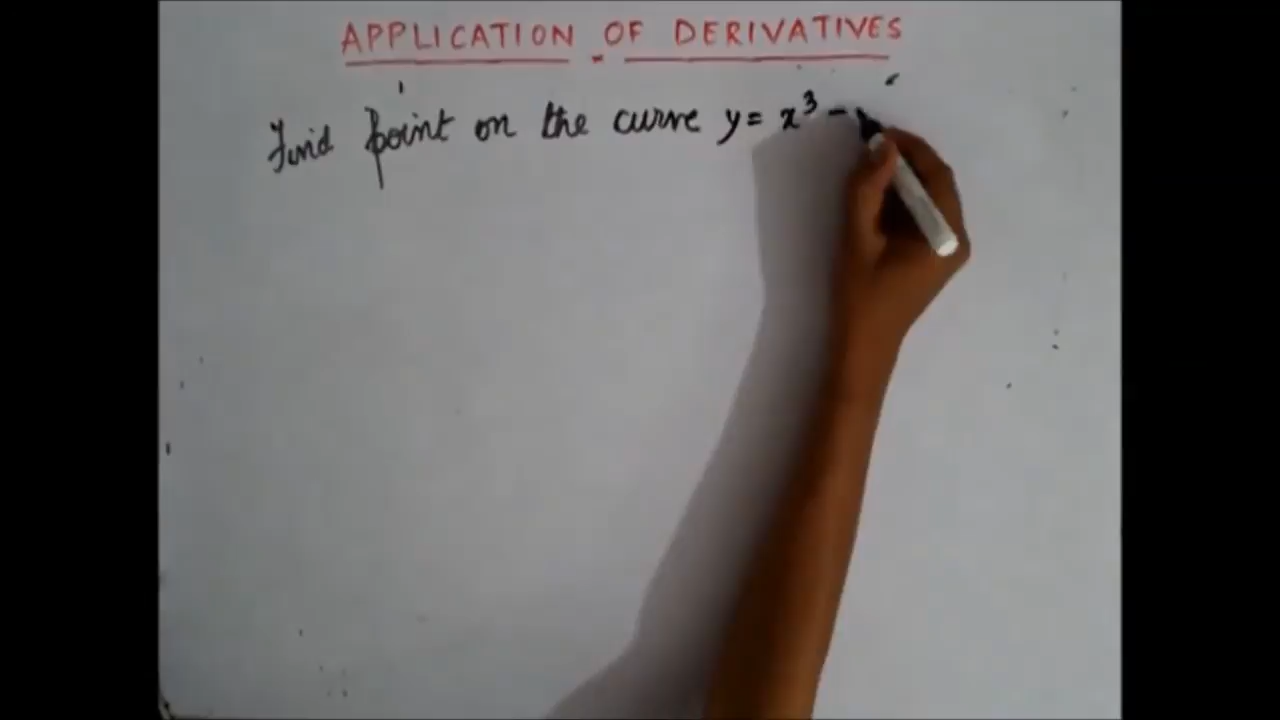 APPLICATION OF DERIVATIVES
Find point on the curve y = x³ -